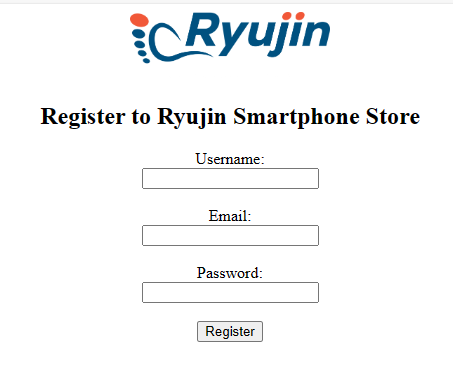 Ryujin
Register to Ryujin Smartphone Store
Username:
Email:
Password:
Register